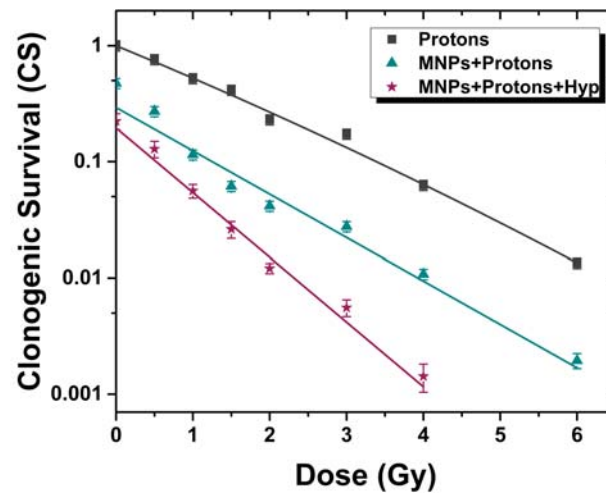 Clonogenic Survival (CS)
1
0.1
0.01
0.001
Protons
MNPs+Protons
MNPs+Protons+Hyp
0 1 2 3 4 5 6
Dose (Gy)